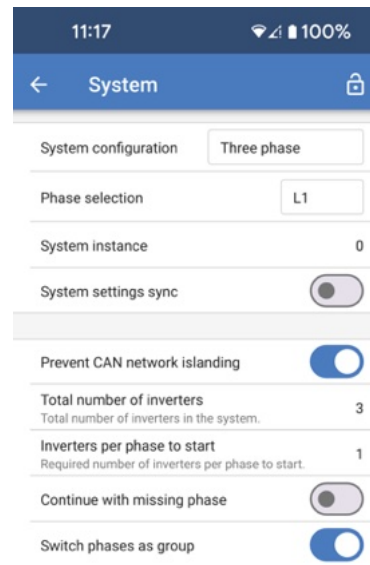 11:17 100%
System
System configuration Three phase
Phase selection L1
System instance 0
System settings sync
Prevent CAN network islanding
Total number of inverters
Total number of inverters in the system. 3
Inverters per phase to start
Required number of inverters per phase to start. 1
Continue with missing phase
Switch phases as group